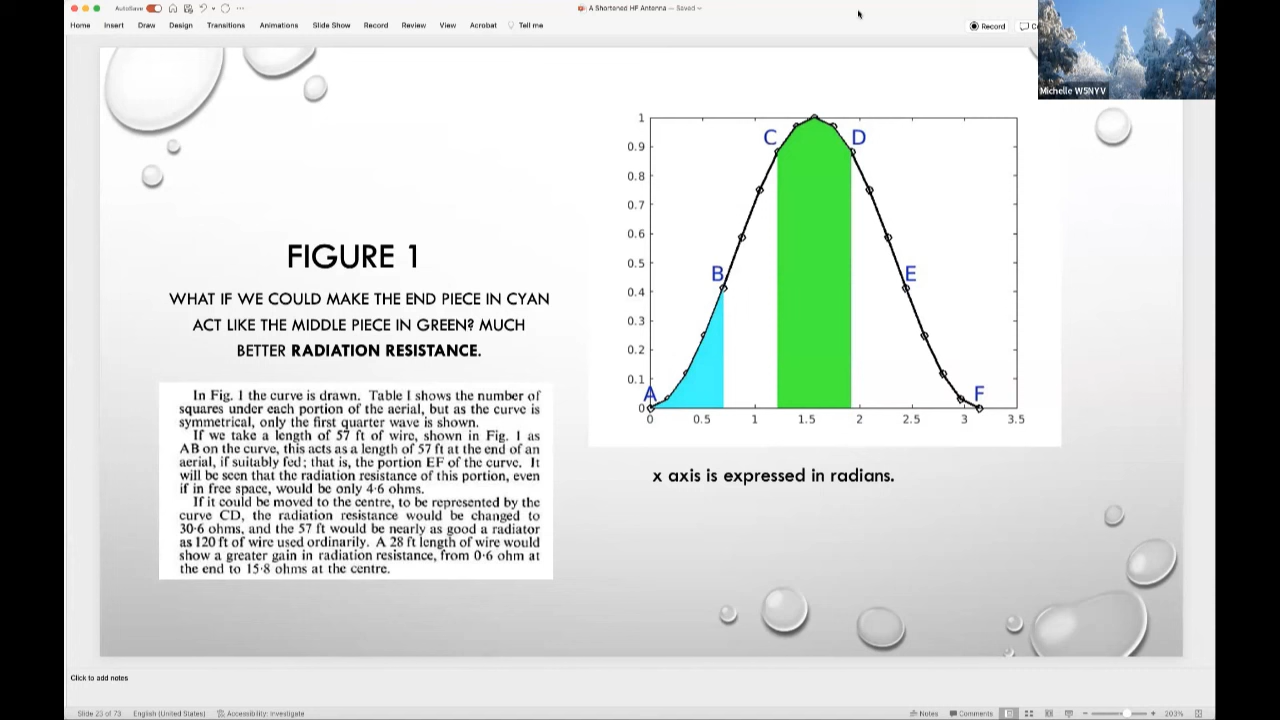 AutoSave
A Shortened HF Antenna — Saved
Home Insert Draw Design Transitions Animations Slide Show Record Review View Acrobat Tell me
Record
Michelle W5NYV
FIGURE 1
WHAT IF WE COULD MAKE THE END PIECE IN CYAN
ACT LIKE THE MIDDLE PIECE IN GREEN? MUCH
BETTER RADIATION RESISTANCE.
In Fig. 1 the curve is drawn. Table I shows the number of
squares under each portion of the aerial, but as the curve is
symmetrical, only the first quarter wave is shown.
If we take a length of 57 ft of wire, shown in Fig. 1 as
AB on the curve, this acts as a length of 57 ft at the end of an
aerial, if suitably fed; that is, the portion EF of the curve. It
will be seen that the radiation resistance of this portion, even
if in free space, would be only 4·6 ohms.
If it could be moved to the centre, to be represented by the
curve CD, the radiation resistance would be changed to
30·6 ohms, and the 57 ft would be nearly as good a radiator
as 120 ft of wire used ordinarily. A 28 ft length of wire would
show a greater gain in radiation resistance, from 0·6 ohm at
the end to 15·8 ohms at the centre.
1
0.9
0.8
0.7
0.6
0.5
0.4
0.3
0.2
0.1
0
A
B
C
D
E
F
0 0.5 1 1.5 2 2.5 3 3.5
x axis is expressed in radians.
Click to add notes
Slide 23 of 73 English (United States) Accessibility: Investigate Notes Comments 203%